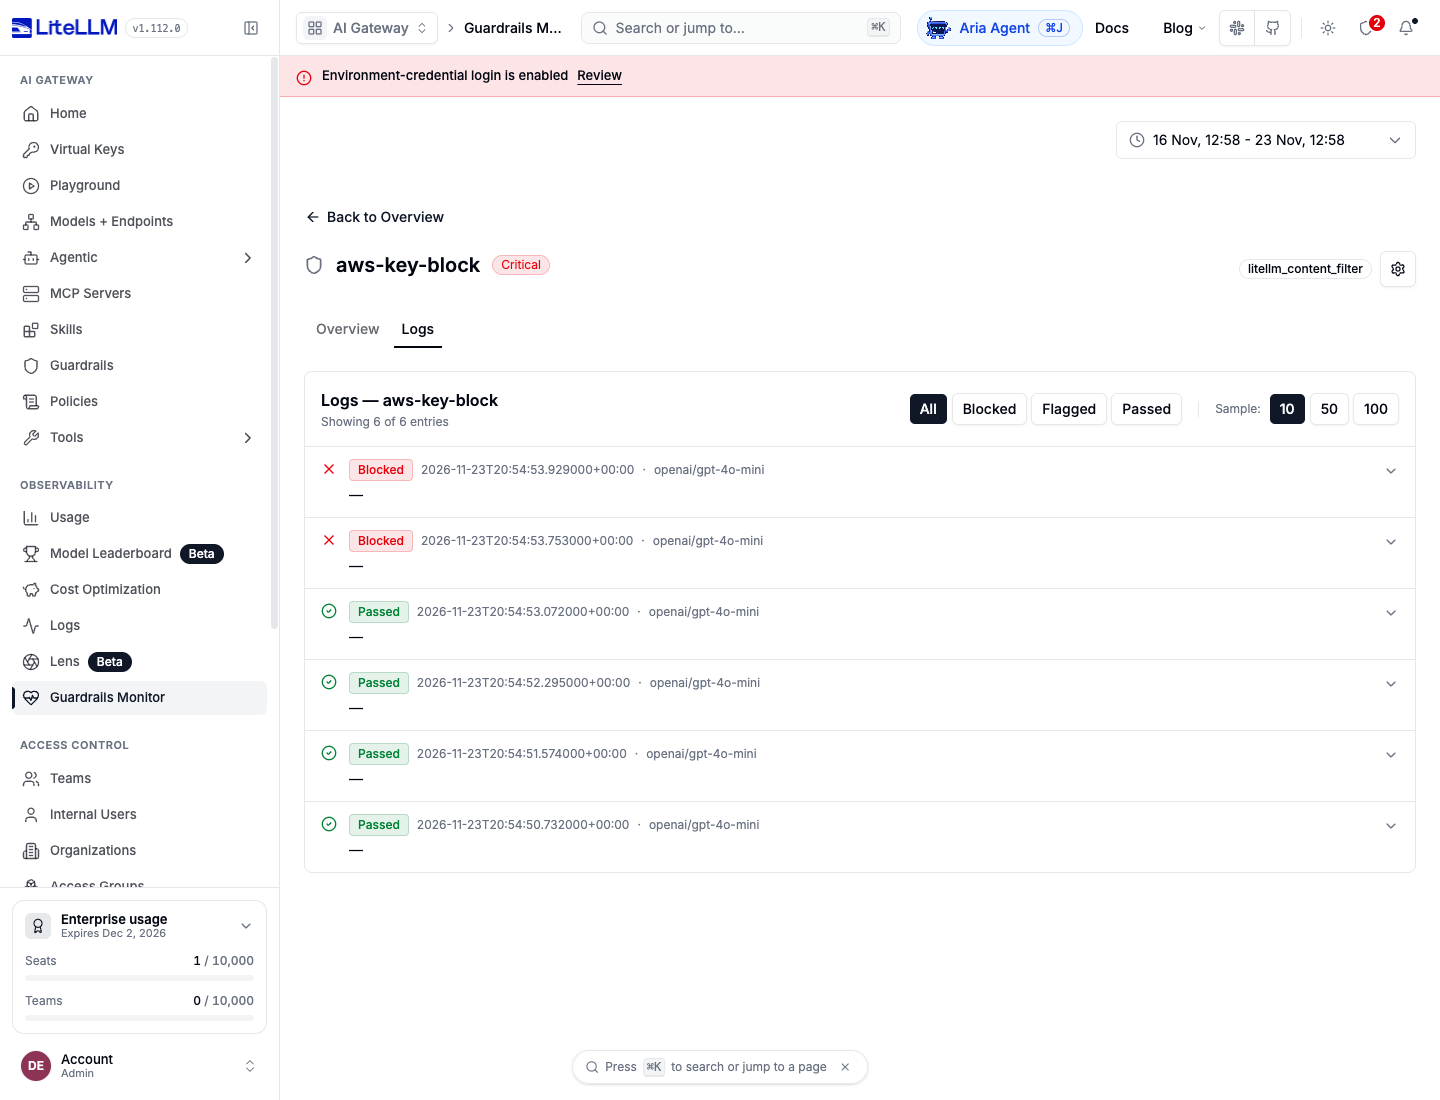 LiteLLM v1.112.0
AI Gateway
Guardrails M...
Search or jump to... ⌘K
Aria Agent ⌘J
Docs
Blog
2
Environment-credential login is enabled Review
AI GATEWAY
Home
Virtual Keys
Playground
Models + Endpoints
Agentic
MCP Servers
Skills
Guardrails
Policies
Tools
OBSERVABILITY
Usage
Model Leaderboard Beta
Cost Optimization
Logs
Lens Beta
Guardrails Monitor
ACCESS CONTROL
Teams
Internal Users
Organizations
Access Groups
Enterprise usage
Expires Dec 2, 2026
Seats 1 / 10,000
Teams 0 / 10,000
DE
Account
Admin
16 Nov, 12:58 - 23 Nov, 12:58
Back to Overview
aws-key-block Critical
litellm_content_filter
Overview Logs
Logs — aws-key-block
Showing 6 of 6 entries
All Blocked Flagged Passed Sample: 10 50 100
Blocked 2026-11-23T20:54:53.929000+00:00 · openai/gpt-4o-mini
—
Blocked 2026-11-23T20:54:53.753000+00:00 · openai/gpt-4o-mini
—
Passed 2026-11-23T20:54:53.072000+00:00 · openai/gpt-4o-mini
—
Passed 2026-11-23T20:54:52.295000+00:00 · openai/gpt-4o-mini
—
Passed 2026-11-23T20:54:51.574000+00:00 · openai/gpt-4o-mini
—
Passed 2026-11-23T20:54:50.732000+00:00 · openai/gpt-4o-mini
—
Press ⌘K to search or jump to a page